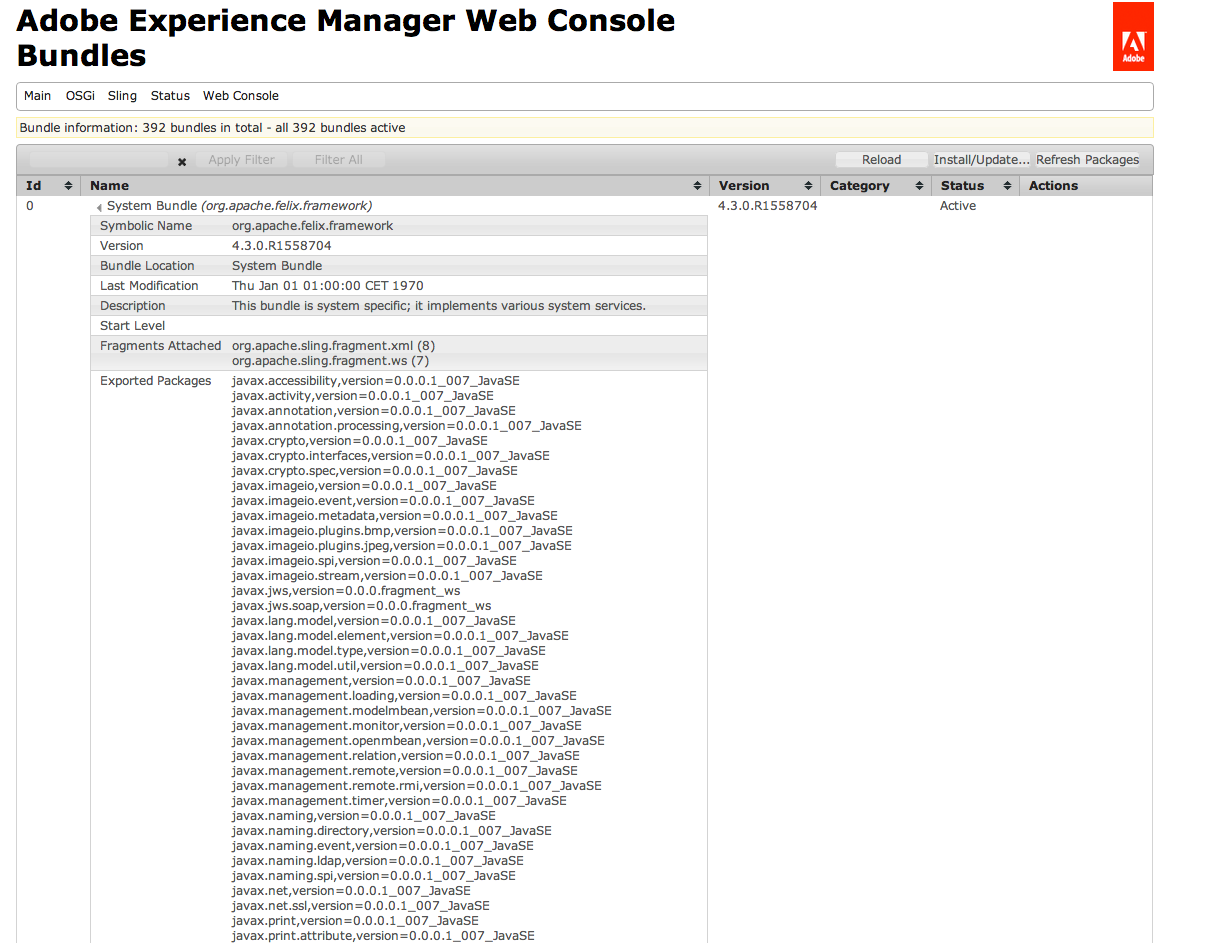 Adobe Experience Manager Web Console
Bundles
Adobe
Main OSGi Sling Status Web Console
Bundle information: 392 bundles in total - all 392 bundles active
Apply Filter Filter All Reload Install/Update... Refresh Packages
Id Name Version Category Status Actions
0 System Bundle (org.apache.felix.framework) 4.3.0.R1558704 Active
Symbolic Name org.apache.felix.framework
Version 4.3.0.R1558704
Bundle Location System Bundle
Last Modification Thu Jan 01 01:00:00 CET 1970
Description This bundle is system specific; it implements various system services.
Start Level
Fragments Attached org.apache.sling.fragment.xml (8)
org.apache.sling.fragment.ws (7)
Exported Packages javax.accessibility,version=0.0.0.1_007_JavaSE
javax.activity,version=0.0.0.1_007_JavaSE
javax.annotation,version=0.0.0.1_007_JavaSE
javax.annotation.processing,version=0.0.0.1_007_JavaSE
javax.crypto,version=0.0.0.1_007_JavaSE
javax.crypto.interfaces,version=0.0.0.1_007_JavaSE
javax.crypto.spec,version=0.0.0.1_007_JavaSE
javax.imageio,version=0.0.0.1_007_JavaSE
javax.imageio.event,version=0.0.0.1_007_JavaSE
javax.imageio.metadata,version=0.0.0.1_007_JavaSE
javax.imageio.plugins.bmp,version=0.0.0.1_007_JavaSE
javax.imageio.plugins.jpeg,version=0.0.0.1_007_JavaSE
javax.imageio.spi,version=0.0.0.1_007_JavaSE
javax.imageio.stream,version=0.0.0.1_007_JavaSE
javax.jws,version=0.0.0.fragment_ws
javax.jws.soap,version=0.0.0.fragment_ws
javax.lang.model,version=0.0.0.1_007_JavaSE
javax.lang.model.element,version=0.0.0.1_007_JavaSE
javax.lang.model.type,version=0.0.0.1_007_JavaSE
javax.lang.model.util,version=0.0.0.1_007_JavaSE
javax.management,version=0.0.0.1_007_JavaSE
javax.management.loading,version=0.0.0.1_007_JavaSE
javax.management.modelmbean,version=0.0.0.1_007_JavaSE
javax.management.monitor,version=0.0.0.1_007_JavaSE
javax.management.openmbean,version=0.0.0.1_007_JavaSE
javax.management.relation,version=0.0.0.1_007_JavaSE
javax.management.remote,version=0.0.0.1_007_JavaSE
javax.management.remote.rmi,version=0.0.0.1_007_JavaSE
javax.management.timer,version=0.0.0.1_007_JavaSE
javax.naming,version=0.0.0.1_007_JavaSE
javax.naming.directory,version=0.0.0.1_007_JavaSE
javax.naming.event,version=0.0.0.1_007_JavaSE
javax.naming.ldap,version=0.0.0.1_007_JavaSE
javax.naming.spi,version=0.0.0.1_007_JavaSE
javax.net,version=0.0.0.1_007_JavaSE
javax.net.ssl,version=0.0.0.1_007_JavaSE
javax.print,version=0.0.0.1_007_JavaSE
javax.print.attribute,version=0.0.0.1_007_JavaSE